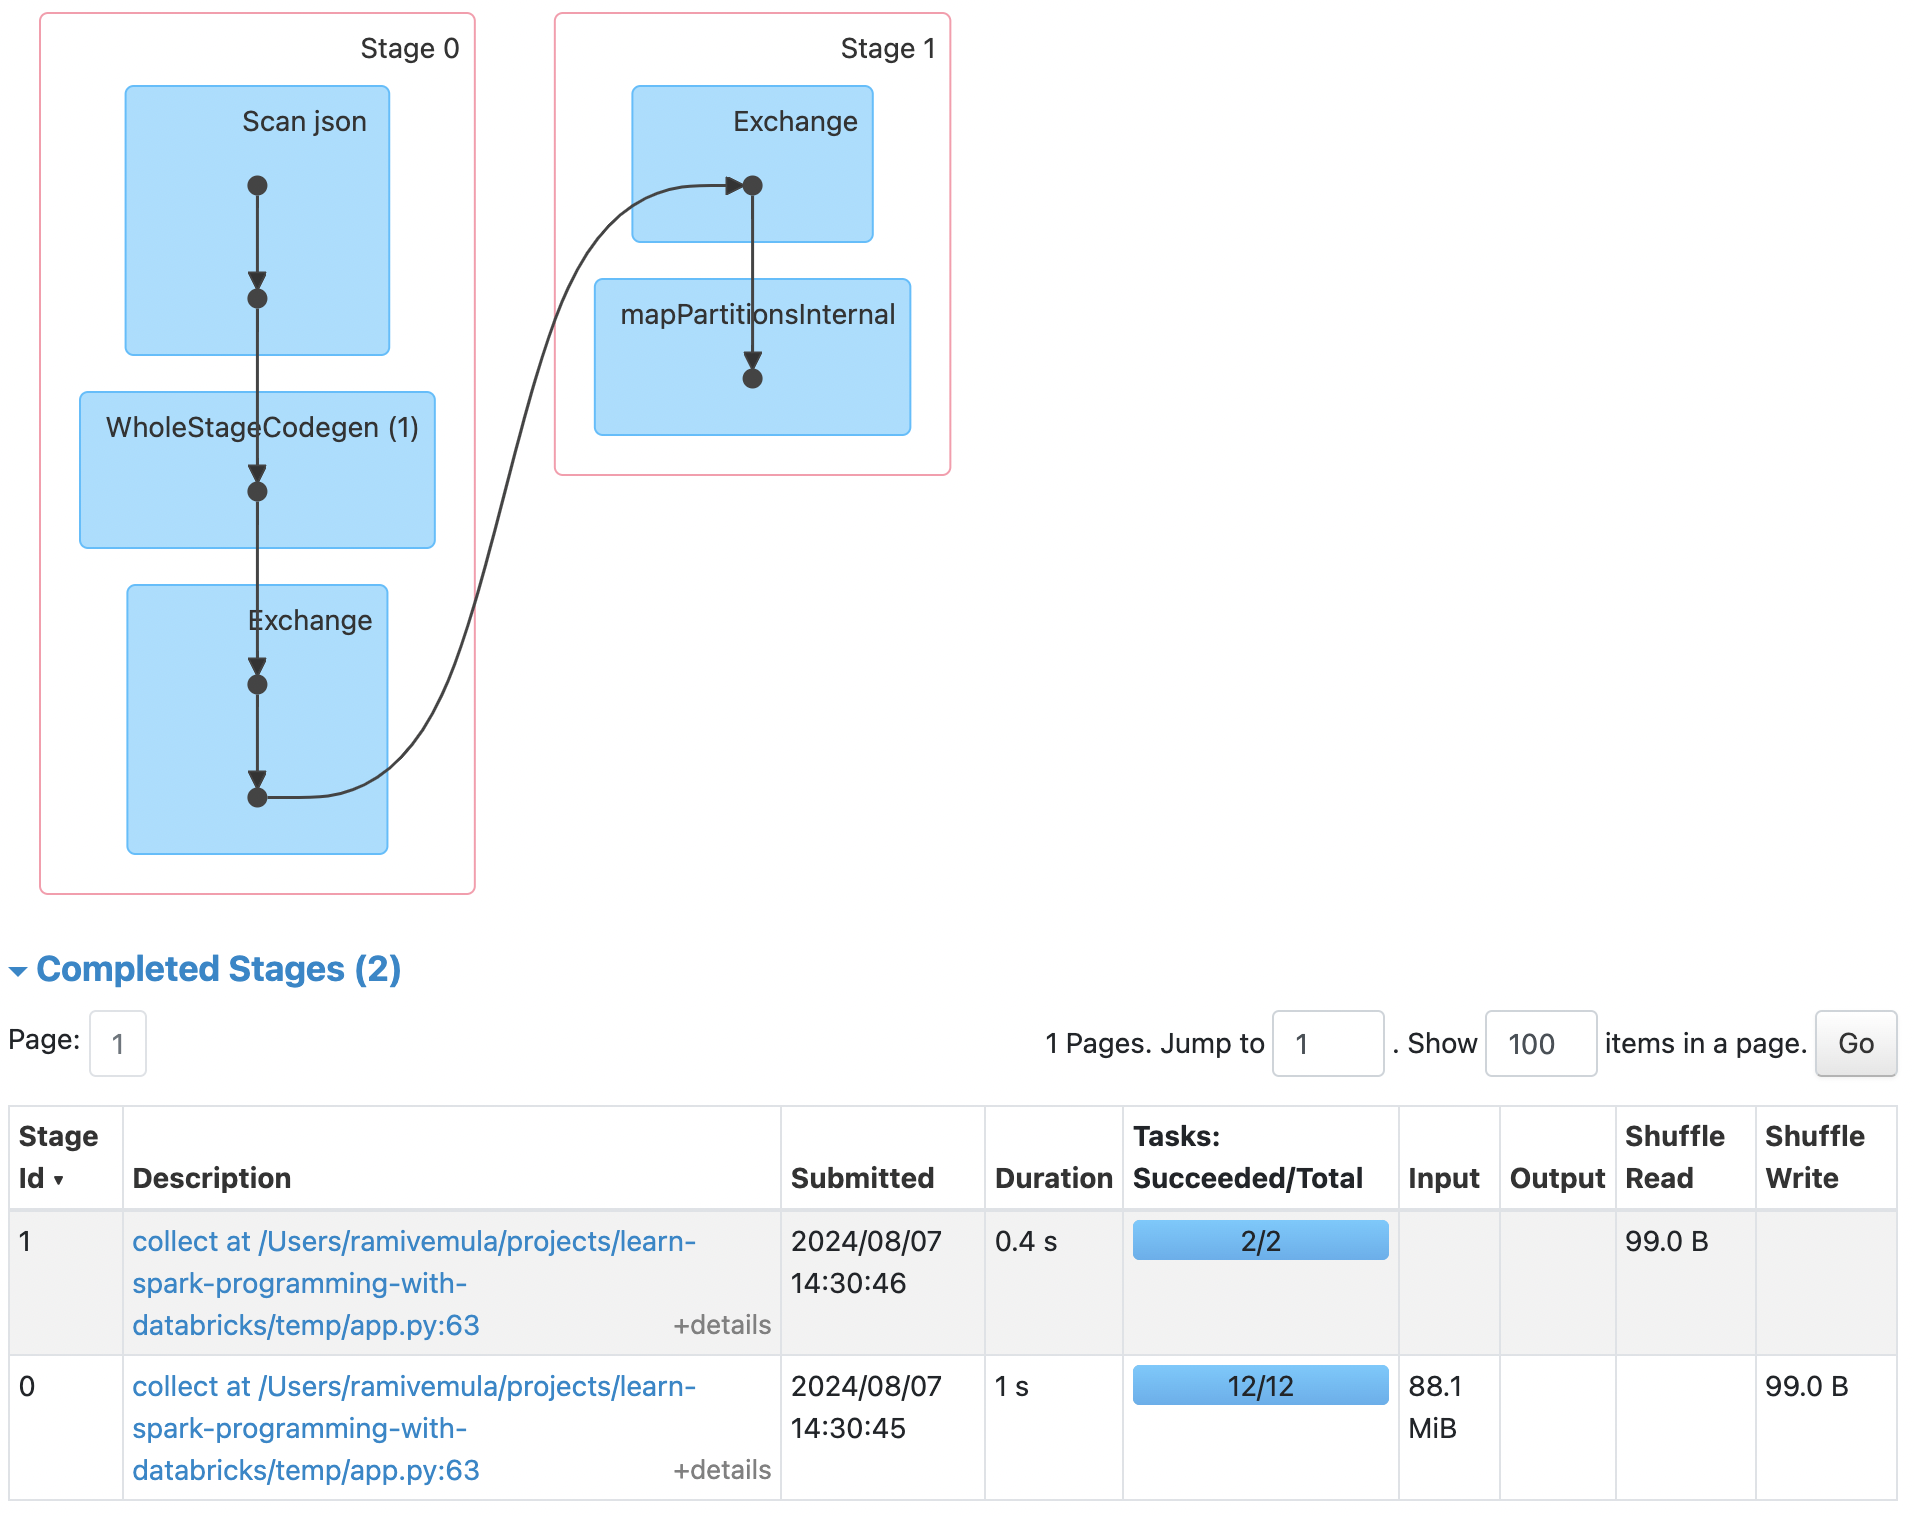 Stage 0
Scan json
WholeStageCodegen (1)
Exchange
Stage 1
Exchange
mapPartitionsInternal
Completed Stages (2)
Page: 1
1 Pages. Jump to 1 . Show 100 items in a page. Go
Stage Id ▾ Description Submitted Duration Tasks: Succeeded/Total Input Output Shuffle Read Shuffle Write
1 collect at /Users/ramivemula/projects/learn- 2024/08/07 0.4 s 2/2 99.0 B
spark-programming-with- 14:30:46
databricks/temp/app.py:63 +details
0 collect at /Users/ramivemula/projects/learn- 2024/08/07 1 s 12/12 88.1 99.0 B
spark-programming-with- 14:30:45 MiB
databricks/temp/app.py:63 +details